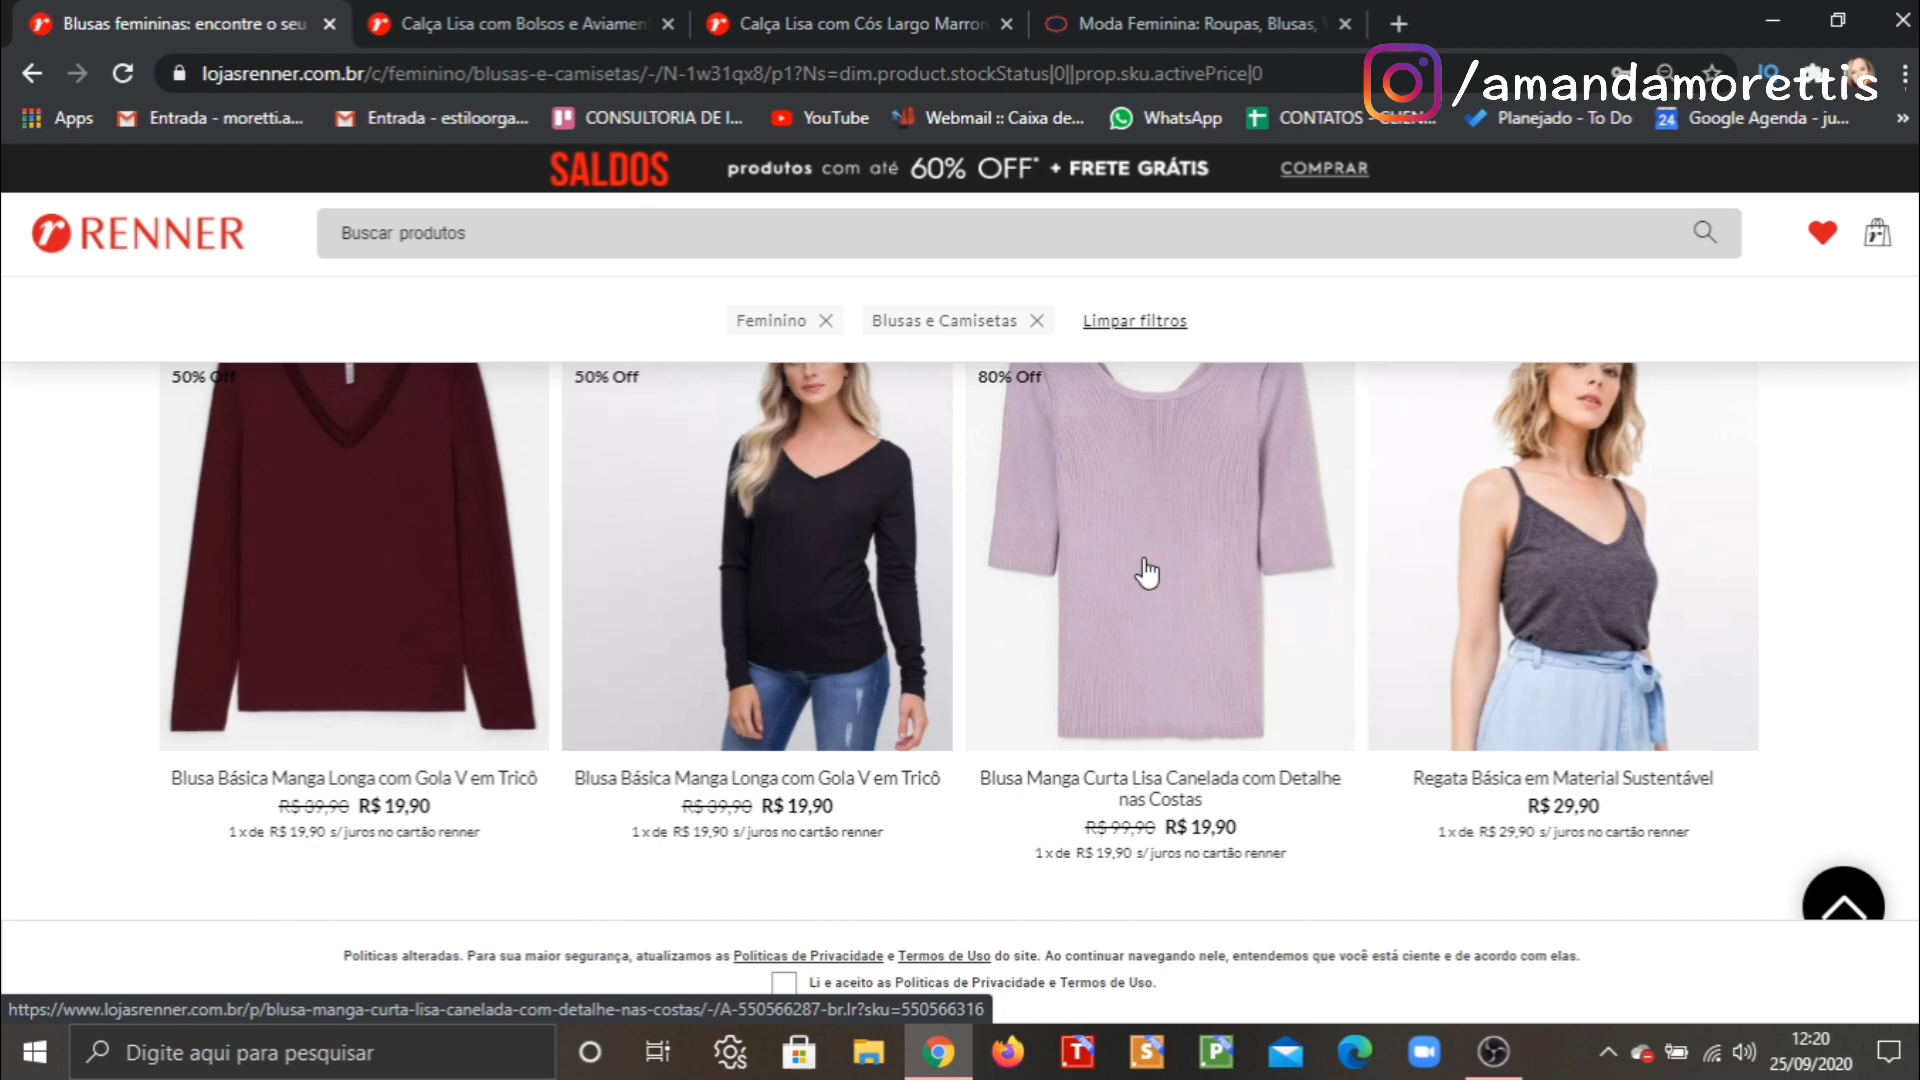 Blusas femininas: encontre o seu
Calça Lisa com Bolsos e Aviamen
Calça Lisa com Cós Largo Marron
Moda Feminina: Roupas, Blusas,
lojasrenner.com.br/c/feminino/blusas-e-camisetas/-/N-1w31qx8/p1?Ns=dim.product.stockStatus|0||prop.sku.activePrice|0
/amandamorettis
Apps
Entrada - moretti.a...
Entrada - estiloorga...
CONSULTORIA DE I...
YouTube
Webmail :: Caixa de...
WhatsApp
CONTATOS - CLIEN...
Planejado - To Do
24
Google Agenda - ju...
SALDOS produtos com até 60% OFF* + FRETE GRÁTIS COMPRAR
RENNER
Buscar produtos
Feminino
Blusas e Camisetas
Limpar filtros
50% Off
50% Off
80% Off
Blusa Básica Manga Longa com Gola V em Tricô
R$ 39,90 R$ 19,90
1 x de R$ 19,90 s/ juros no cartão renner
Blusa Básica Manga Longa com Gola V em Tricô
R$ 39,90 R$ 19,90
1 x de R$ 19,90 s/ juros no cartão renner
Blusa Manga Curta Lisa Canelada com Detalhe
nas Costas
R$ 99,90 R$ 19,90
1 x de R$ 19,90 s/ juros no cartão renner
Regata Básica em Material Sustentável
R$ 29,90
1 x de R$ 29,90 s/ juros no cartão renner
Politicas alteradas. Para sua maior segurança, atualizamos as Politicas de Privacidade e Termos de Uso do site. Ao continuar navegando nele, entendemos que você está ciente e de acordo com elas.
Li e aceito as Politicas de Privacidade e Termos de Uso.
https://www.lojasrenner.com.br/p/blusa-manga-curta-lisa-canelada-com-detalhe-nas-costas/-/A-550566287-br.lr?sku=550566316
Digite aqui para pesquisar
T
S
P
12:20
25/09/2020